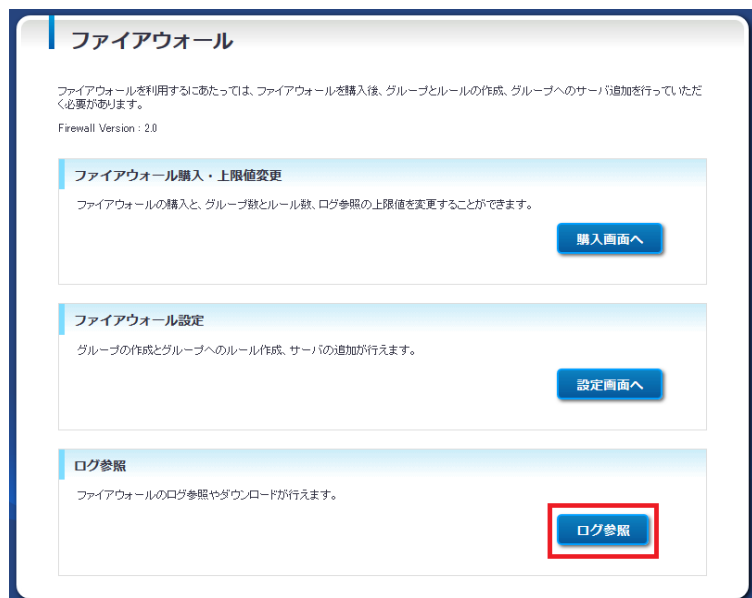 ファイアウォール
ファイアウォールを利用するにあたっては、ファイアウォールを購入後、グループとルールの作成、グループへのサーバ追加を行っていただ
く必要があります。
Firewall Version : 2.0
ファイアウォール購入・上限値変更
ファイアウォールの購入と、グループ数とルール数、ログ参照の上限値を変更することができます。
購入画面へ
ファイアウォール設定
グループの作成とグループへのルール作成、サーバの追加が行えます。
設定画面へ
ログ参照
ファイアウォールのログ参照やダウンロードが行えます。
ログ参照